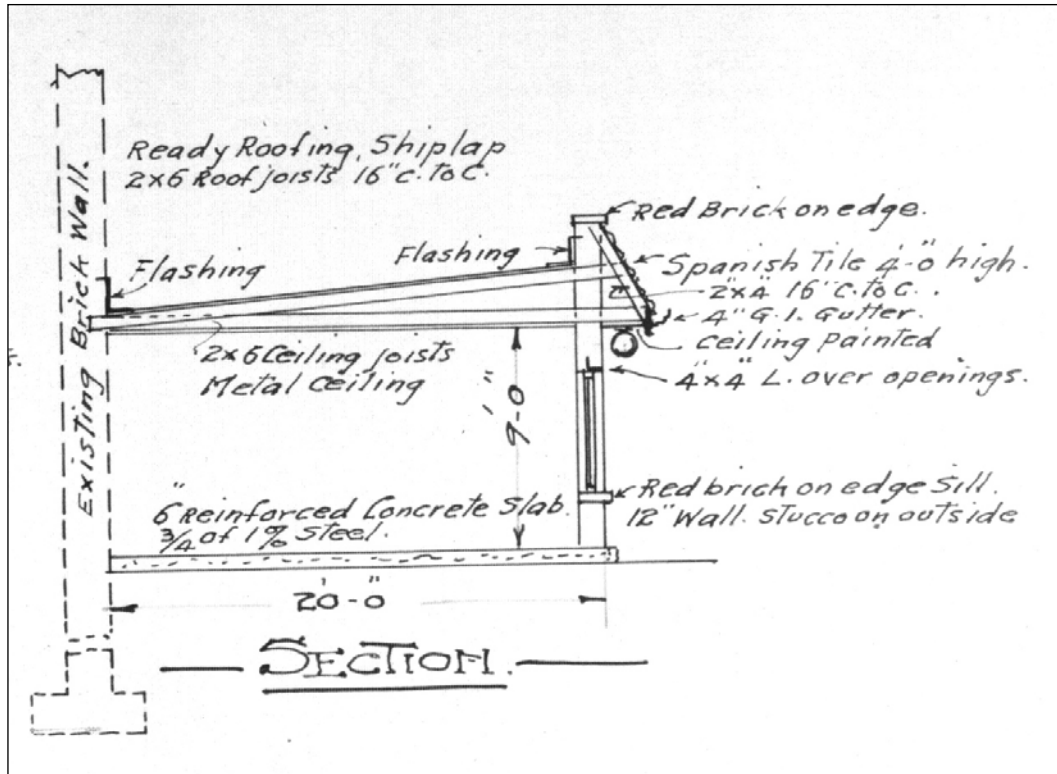 Existing Brick Wall.
Ready Roofing, Shiplap
2x6 Roof joists 16" c. to c.
Flashing
Flashing
Red Brick on edge.
Spanish Tile 4'-0" high.
2"x4" 16" c. to c.
4" G. I. Gutter.
Ceiling Painted
4"x4" L. over openings.
2x6 Ceiling joists
Metal Ceiling
9'-0"
Red brick on edge Sill.
12" Wall. Stucco on outside
6" Reinforced Concrete Slab.
3/4 of 1% Steel.
20'-0"
SECTION.